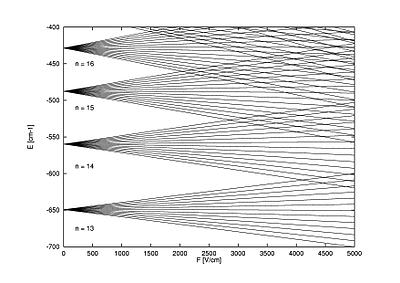 -400
-450
-500
-550
-600
-650
-700
E [cm-1]
n = 16
n = 15
n = 14
n = 13
0 500 1000 1500 2000 2500 3000 3500 4000 4500 5000
F [V/cm]